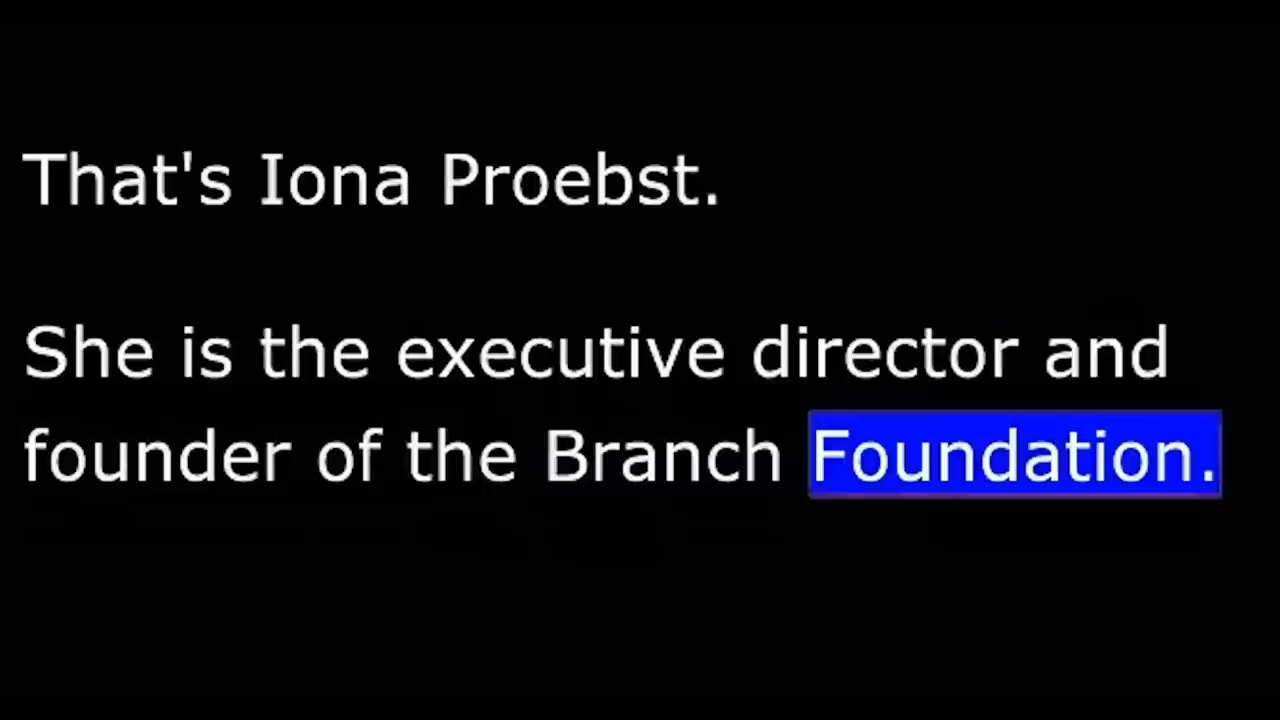 That's Iona Proebst.
She is the executive director and
founder of the Branch Foundation.